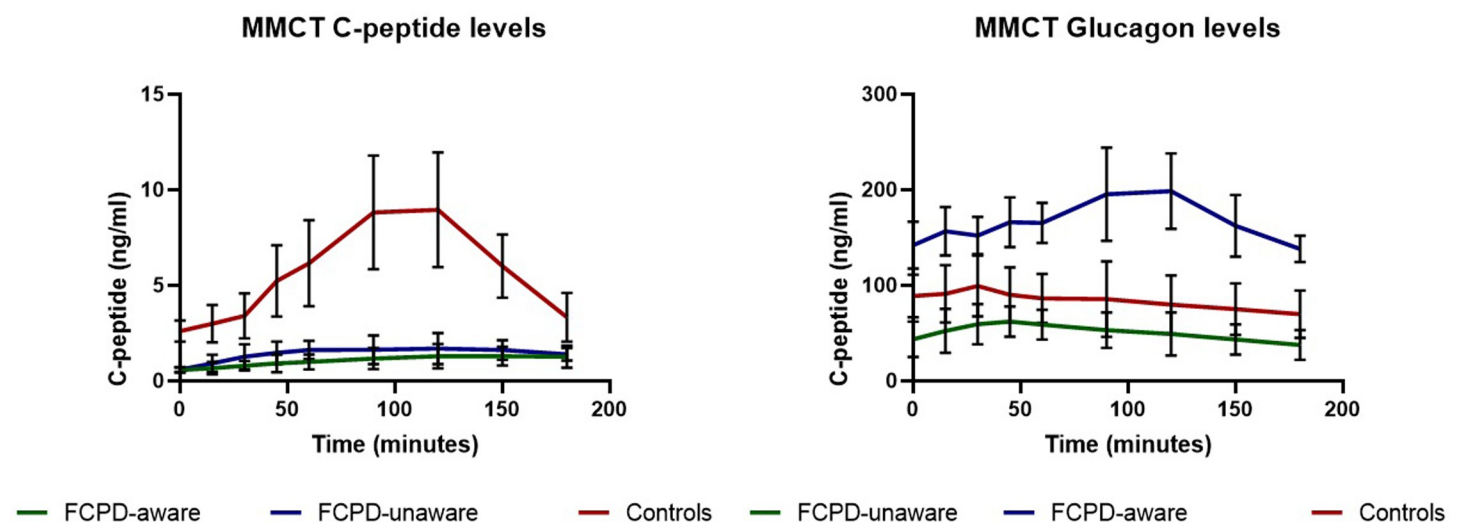 MMCT C-peptide levels
15
10
5
0
C-peptide (ng/ml)
0 50 100 150 200
Time (minutes)
FCPD-aware FCPD-unaware Controls
MMCT Glucagon levels
300
200
100
0
C-peptide (ng/ml)
0 50 100 150 200
Time (minutes)
FCPD-unaware FCPD-aware Controls